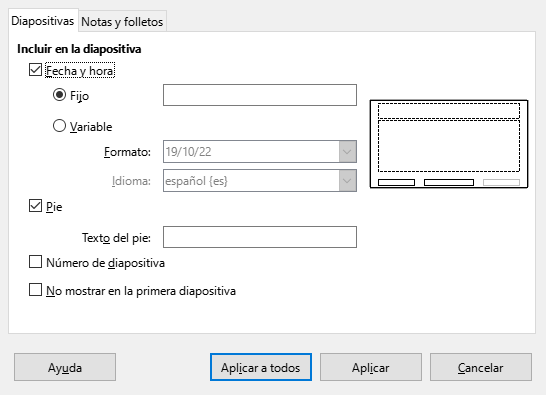 Diapositivas Notas y folletos
Incluir en la diapositiva
Fecha y hora
Fijo
Variable
Formato: 19/10/22
Idioma: español {es}
Pie
Texto del pie:
Número de diapositiva
No mostrar en la primera diapositiva
Ayuda Aplicar a todos Aplicar Cancelar